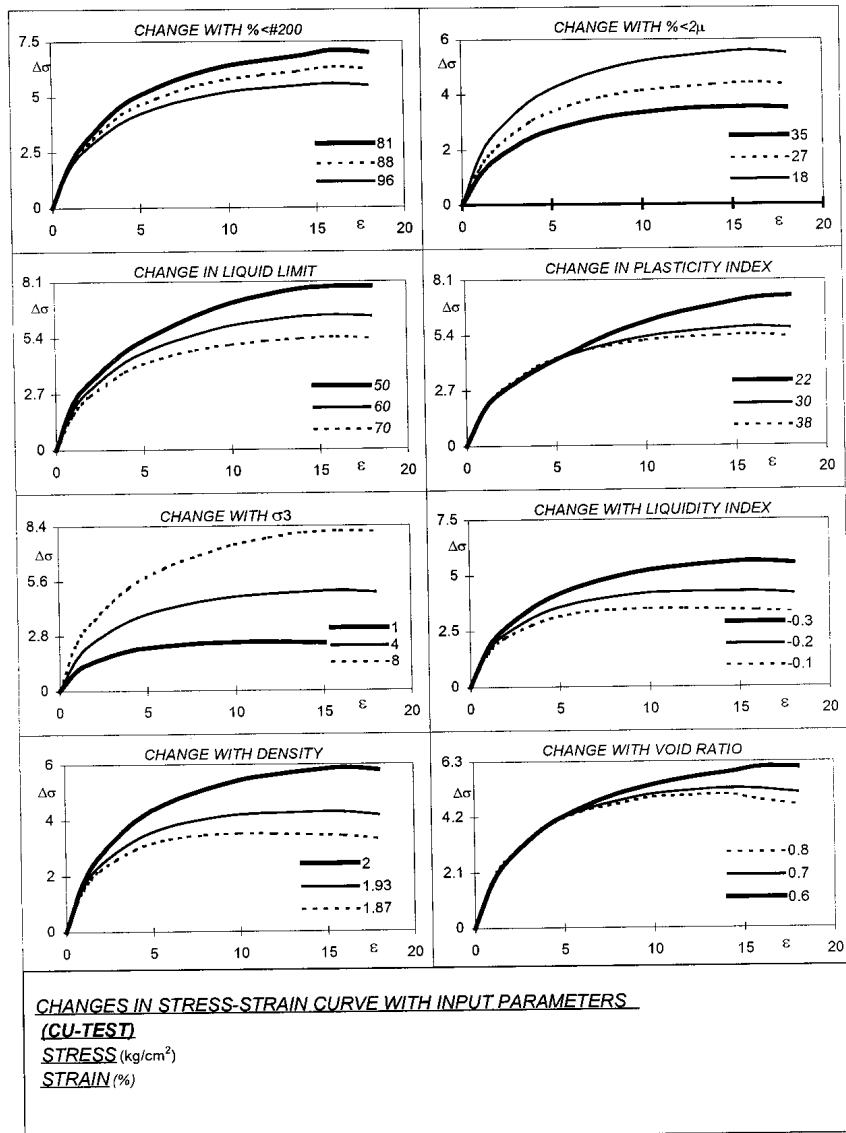 CHANGE WITH %<#200
7.5
Δσ
5
2.5
0
0 5 10 15 ε 20
81
88
96
CHANGE WITH %<2μ
6
Δσ
4
2
0
0 5 10 15 ε 20
35
27
18
CHANGE IN LIQUID LIMIT
8.1
Δσ
5.4
2.7
0
0 5 10 15 ε 20
50
60
70
CHANGE IN PLASTICITY INDEX
8.1
Δσ
5.4
2.7
0
0 5 10 15 ε 20
22
30
38
CHANGE WITH σ3
8.4
Δσ
5.6
2.8
0
0 5 10 15 ε 20
1
4
8
CHANGE WITH LIQUIDITY INDEX
7.5
Δσ
5
2.5
0
0 5 10 15 ε 20
-0.3
-0.2
-0.1
CHANGE WITH DENSITY
6
Δσ
4
2
0
0 5 10 15 ε 20
2
1.93
1.87
CHANGE WITH VOID RATIO
6.3
Δσ
4.2
2.1
0
0 5 10 15 ε 20
0.8
0.7
0.6
CHANGES IN STRESS-STRAIN CURVE WITH INPUT PARAMETERS
(CU-TEST)
STRESS (kg/cm²)
STRAIN (%)